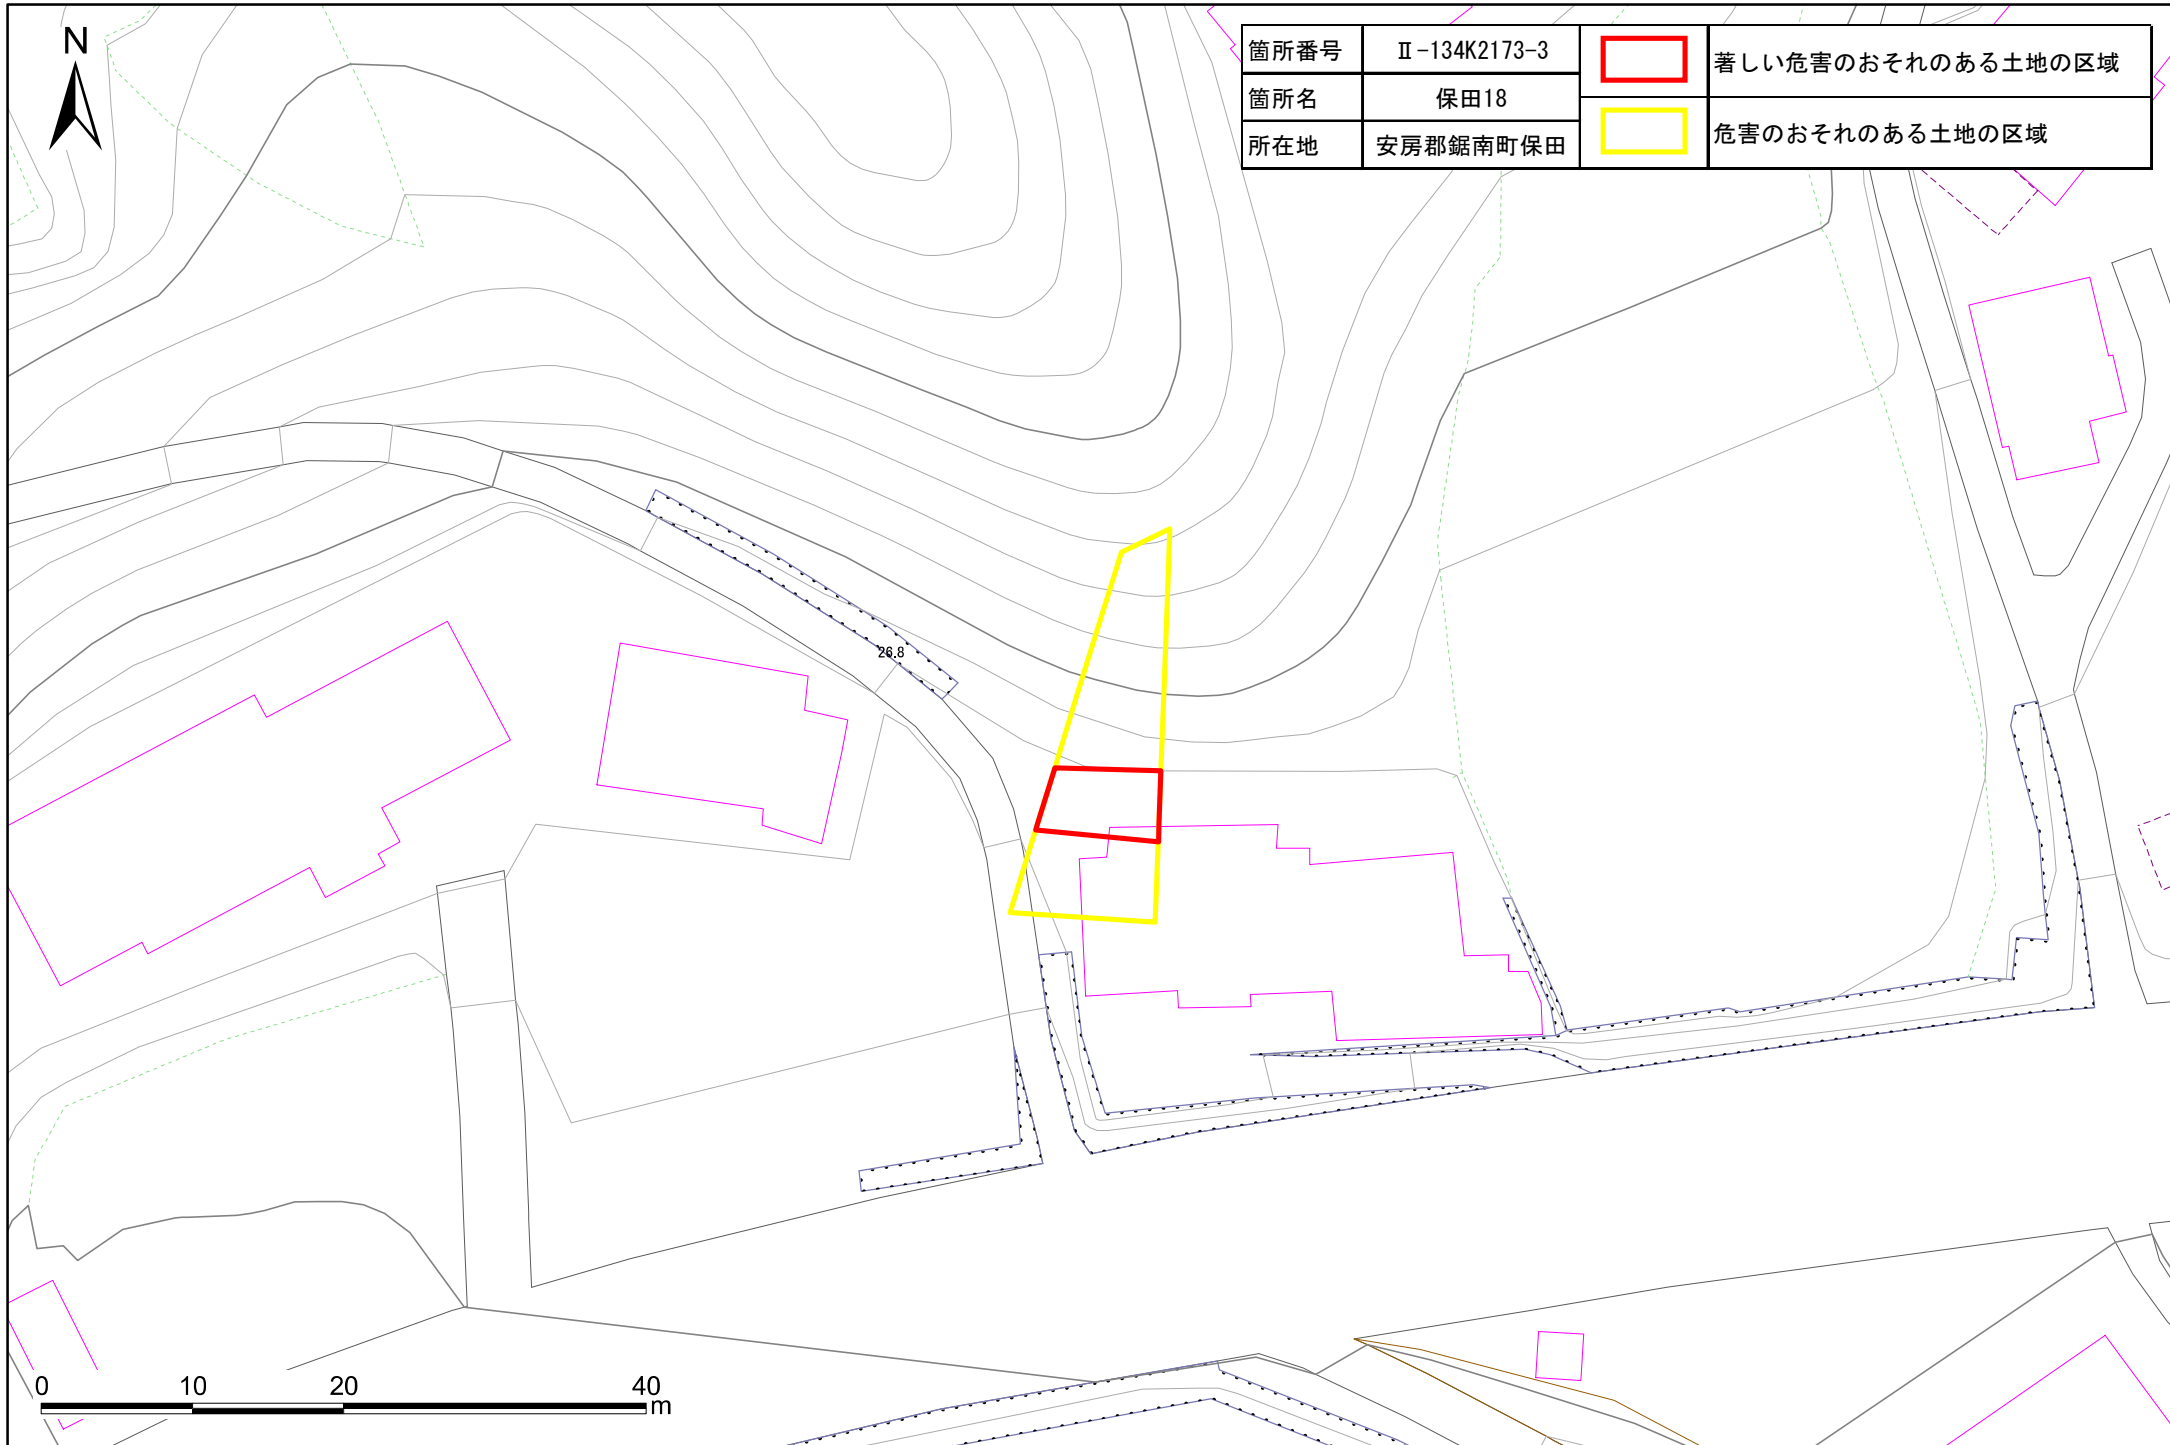 N
箇所番号 Ⅱ-134K2173-3 著しい危害のおそれのある土地の区域
箇所名 保田18
所在地 安房郡鋸南町保田 危害のおそれのある土地の区域
26.8
0 10 20 40 m